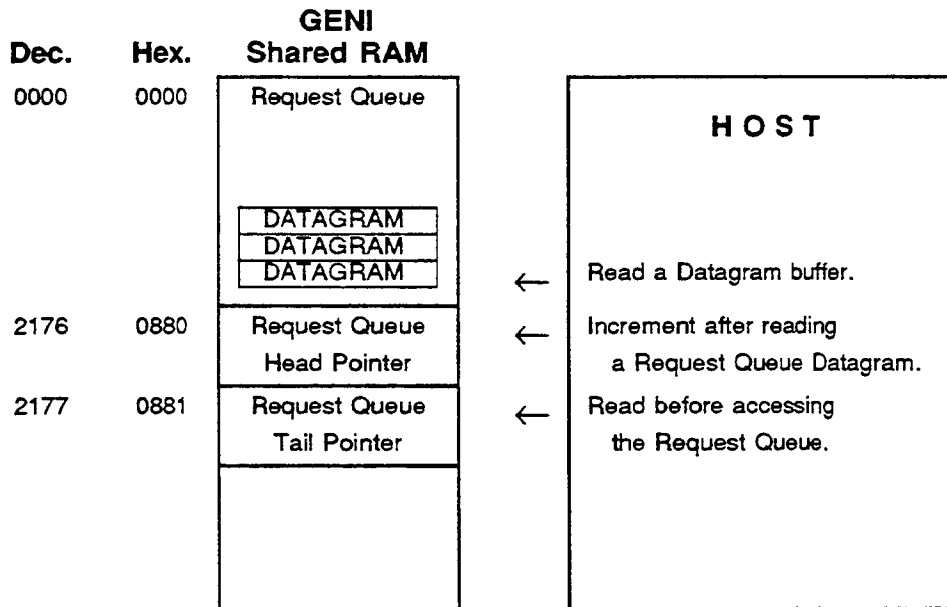 GENI
Dec. Hex. Shared RAM
0000 0000 Request Queue
HOST
DATAGRAM
DATAGRAM
DATAGRAM
← Read a Datagram buffer.
2176 0880 Request Queue ← Increment after reading
Head Pointer a Request Queue Datagram.
2177 0881 Request Queue ← Read before accessing
Tail Pointer the Request Queue.